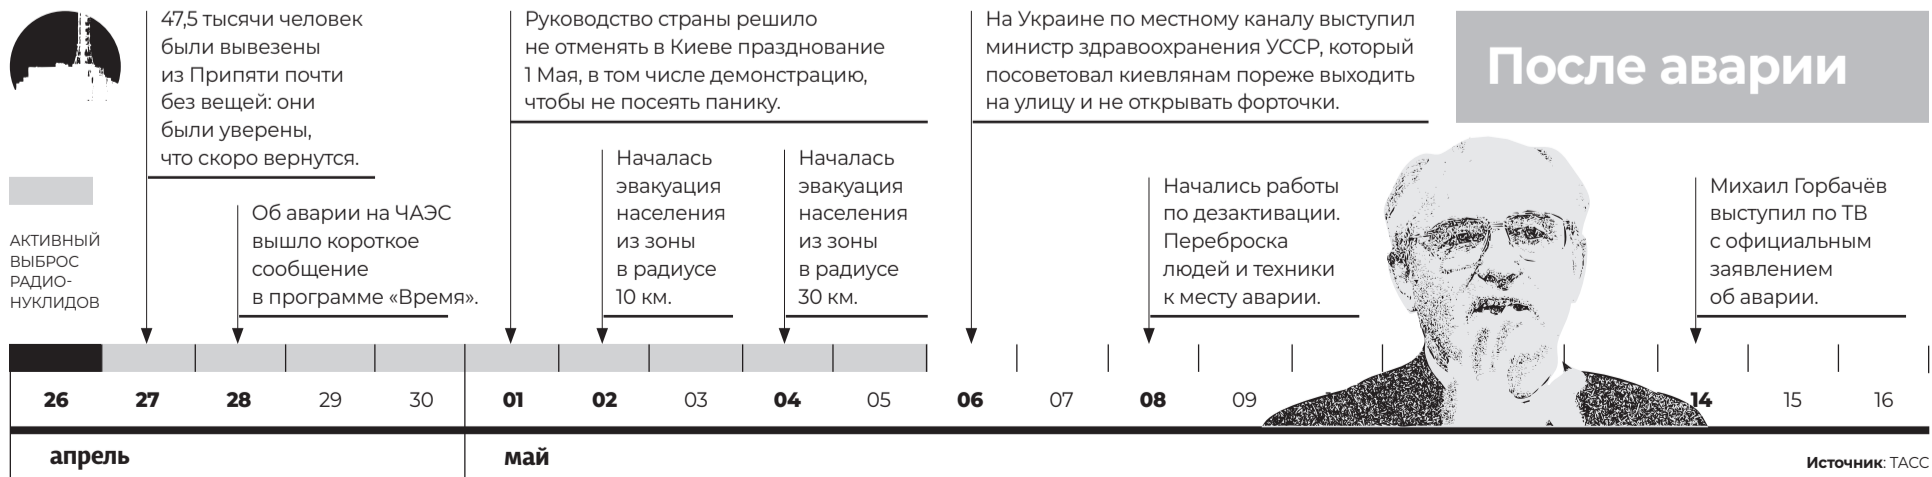 47,5 тысячи человек
были вывезены
из Припяти почти
без вещей: они
были уверены,
что скоро вернутся.
Руководство страны решило
не отменять в Киеве празднование
1 Мая, в том числе демонстрацию,
чтобы не посеять панику.
На Украине по местному каналу выступил
министр здравоохранения УССР, который
посоветовал киевлянам пореже выходить
на улицу и не открывать форточки.
После аварии
АКТИВНЫЙ
ВЫБРОС
РАДИО-
НУКЛИДОВ
Об аварии на ЧАЭС
вышло короткое
сообщение
в программе «Время».
Началась
эвакуация
населения
из зоны
в радиусе
10 км.
Началась
эвакуация
населения
из зоны
в радиусе
30 км.
Начались работы
по дезактивации.
Переброска
людей и техники
к месту аварии.
Михаил Горбачёв
выступил по ТВ
с официальным
заявлением
об аварии.
26 27 28 29 30 01 02 03 04 05 06 07 08 09 14 15 16
апрель май
Источник: ТАСС